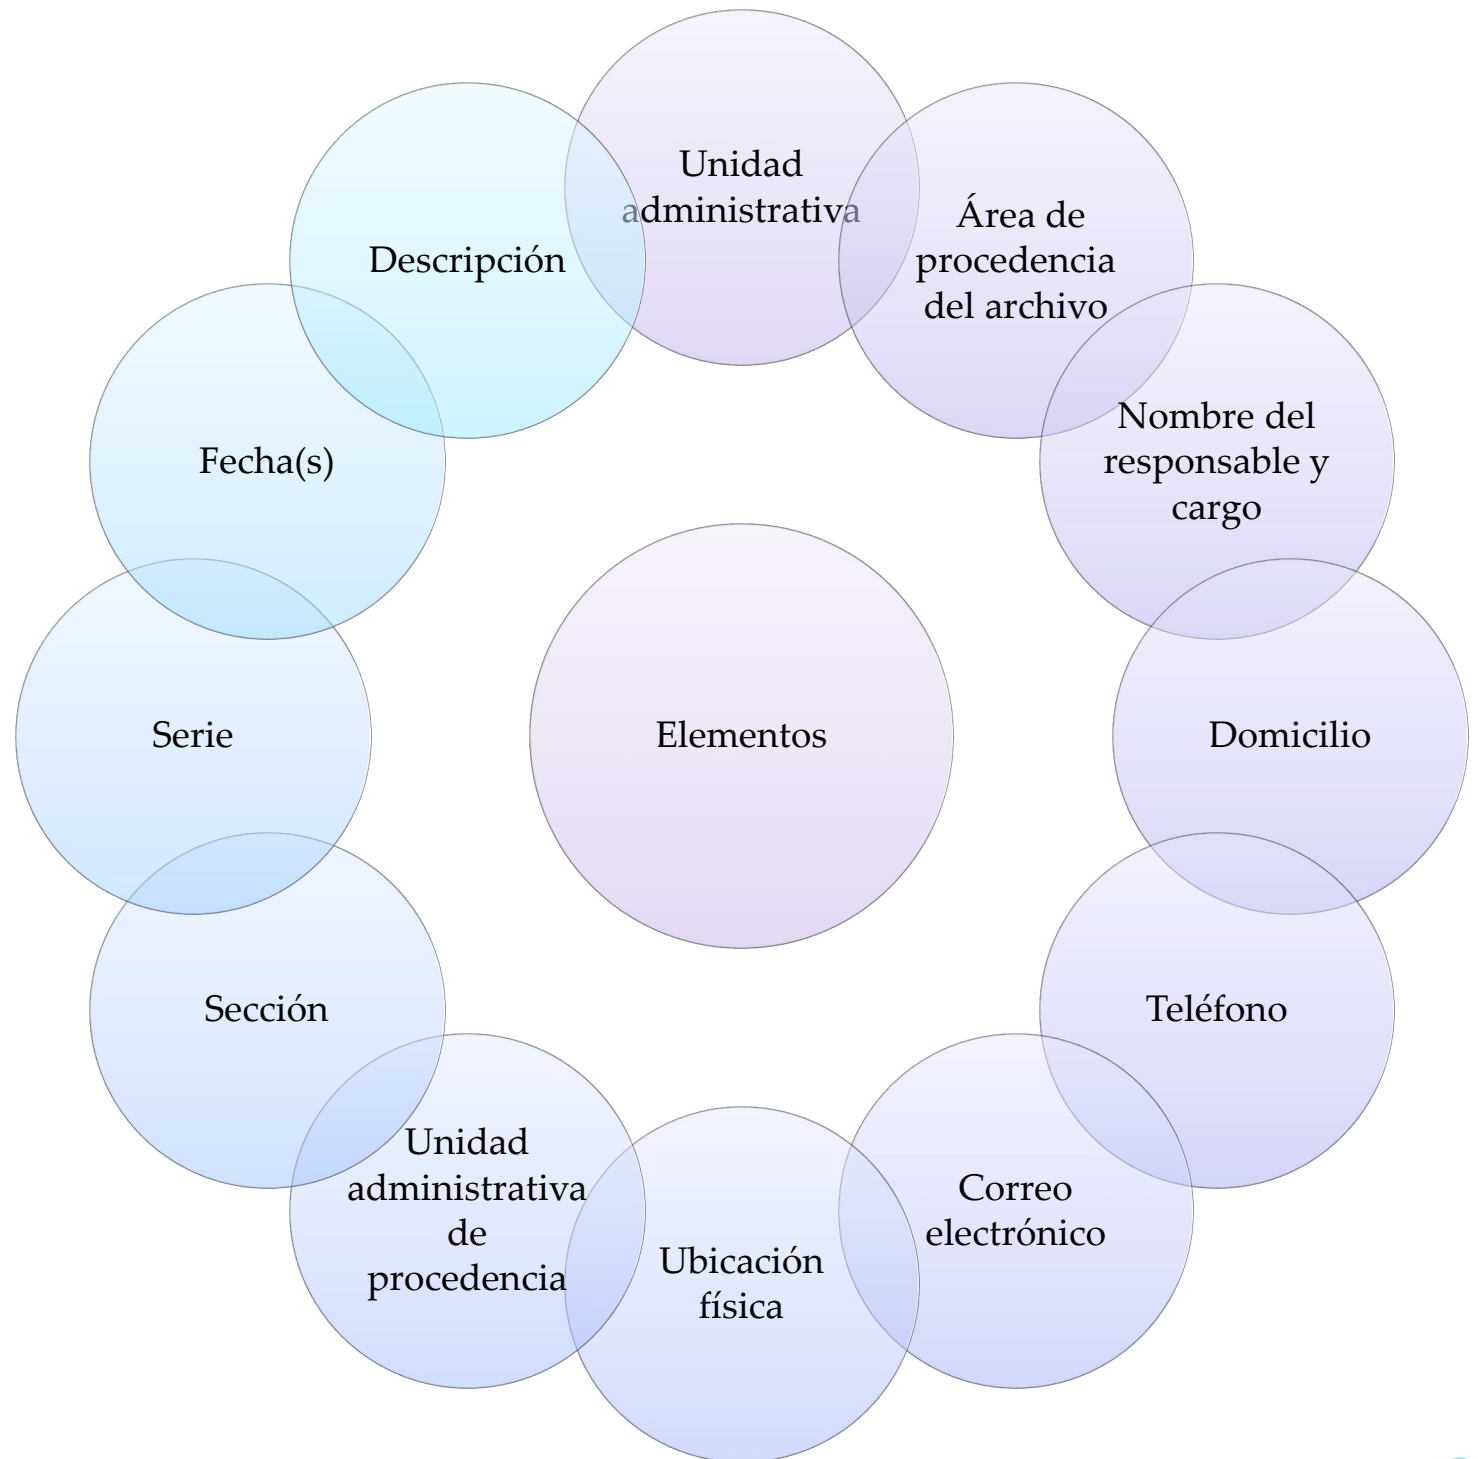 Unidad
administrativa
Área de
procedencia
del archivo
Nombre del
responsable y
cargo
Domicilio
Teléfono
Correo
electrónico
Ubicación
física
Unidad
administrativa
de
procedencia
Sección
Serie
Fecha(s)
Descripción
Elementos